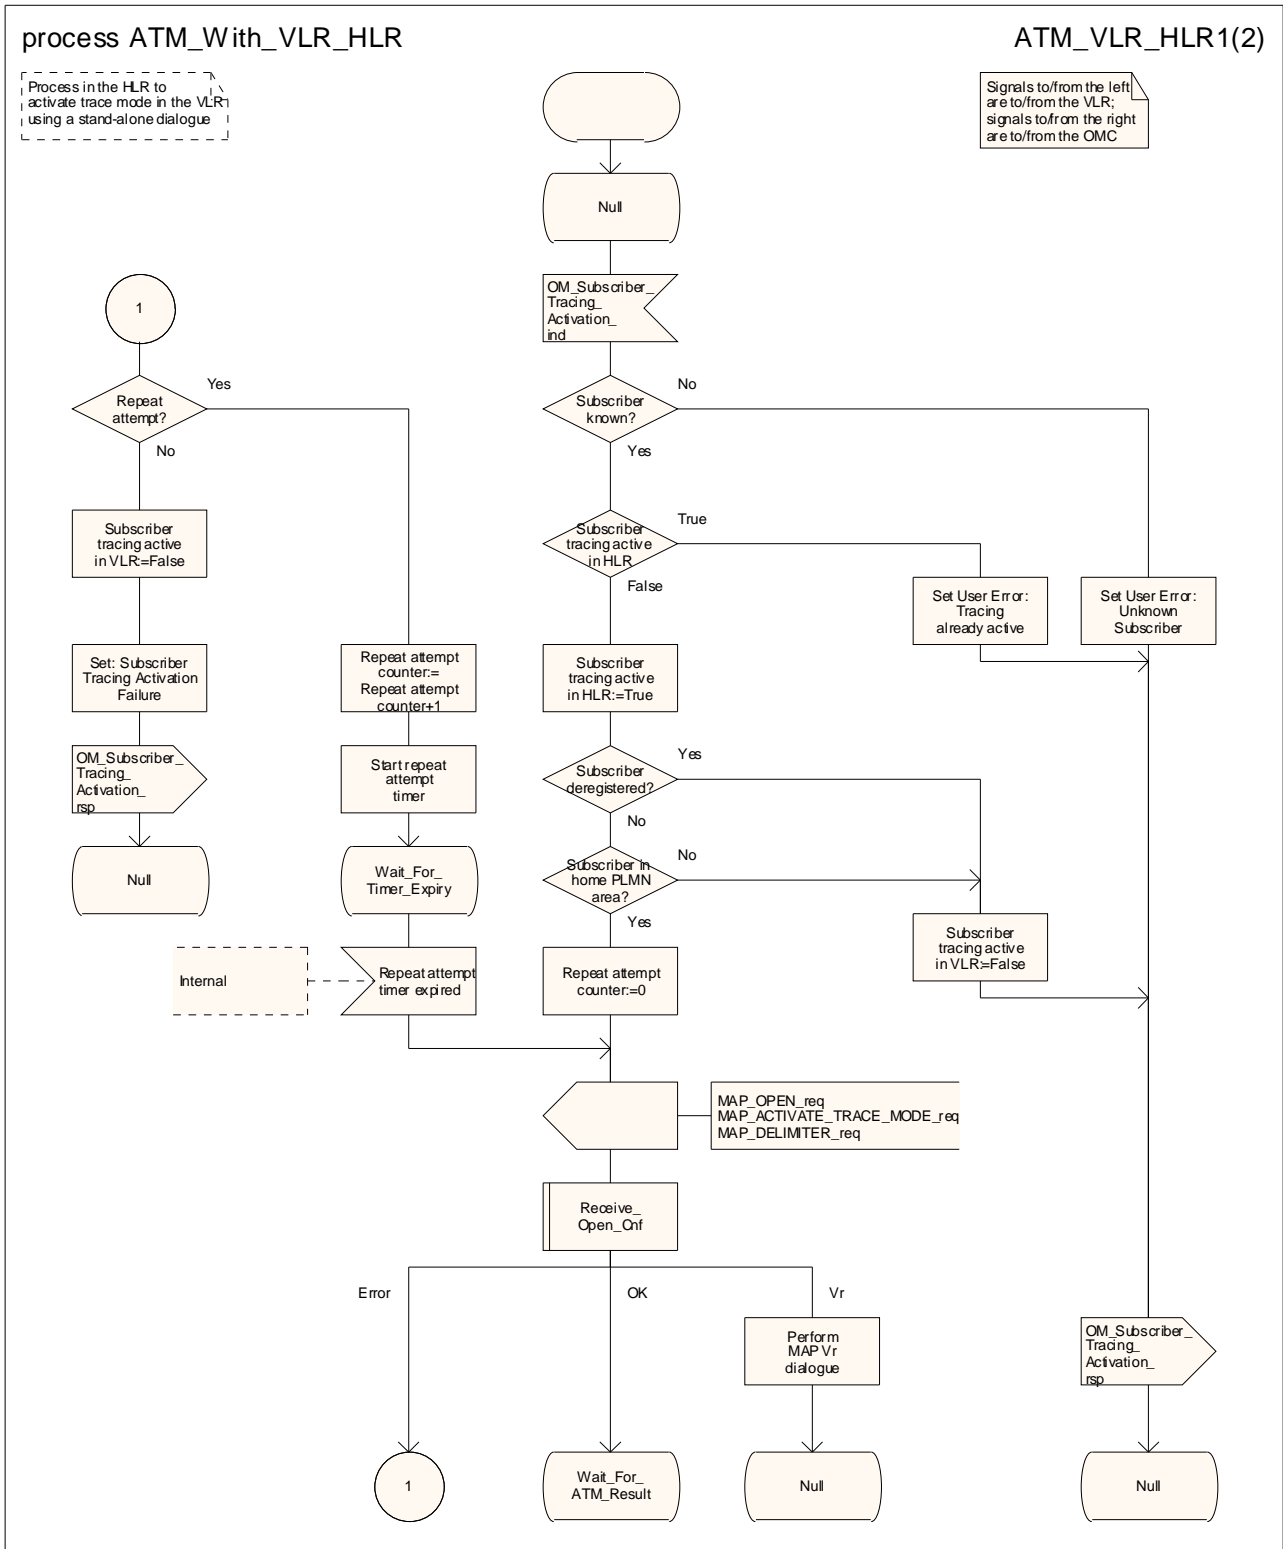 process ATM_With_VLR_HLR
ATM_VLR_HLR1(2)
Process in the HLR to
activate trace mode in the VLR
using a stand-alone dialogue
Signals to/from the left
are to/from the VLR;
signals to/from the right
are to/from the OMC
Null
OM_Subscriber_
Tracing_
Activation_
ind
1
Repeat
attempt?
Yes
No
Subscriber
known?
No
Yes
Subscriber
tracing active
in VLR:=False
Subscriber
tracing active
in HLR
True
False
Set User Error:
Tracing
already active
Set User Error:
Unknown
Subscriber
Set: Subscriber
Tracing Activation
Failure
Repeat attempt
counter:=
Repeat attempt
counter+1
Subscriber
tracing active
in HLR:=True
OM_Subscriber_
Tracing_
Activation_
rsp
Start repeat
attempt
timer
Subscriber
deregistered?
Yes
No
Null
Wait_For_
Timer_Expiry
Subscriber in
home PLMN
area?
No
Yes
Subscriber
tracing active
in VLR:=False
Internal
Repeat attempt
timer expired
Repeat attempt
counter:=0
MAP_OPEN_req
MAP_ACTIVATE_TRACE_MODE_req
MAP_DELIMITER_req
Receive_
Open_Cnf
Error
OK
Vr
Perform
MAP Vr
dialogue
OM_Subscriber_
Tracing_
Activation_
rsp
1
Wait_For_
ATM_Result
Null
Null